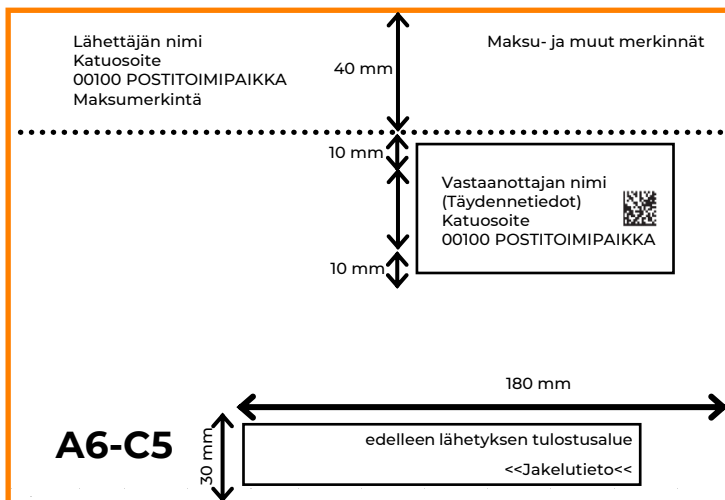 Lähettäjän nimi
Katuosoite
00100 POSTITOIMIPAIKKA
Maksumerkintä
Maksu- ja muut merkinnät
40 mm
10 mm
Vastaanottajan nimi
(Täydennetiedot)
Katuosoite
00100 POSTITOIMIPAIKKA
10 mm
180 mm
A6-C5
30 mm
edelleen lähetyksen tulostusalue
<<Jakelutieto<<